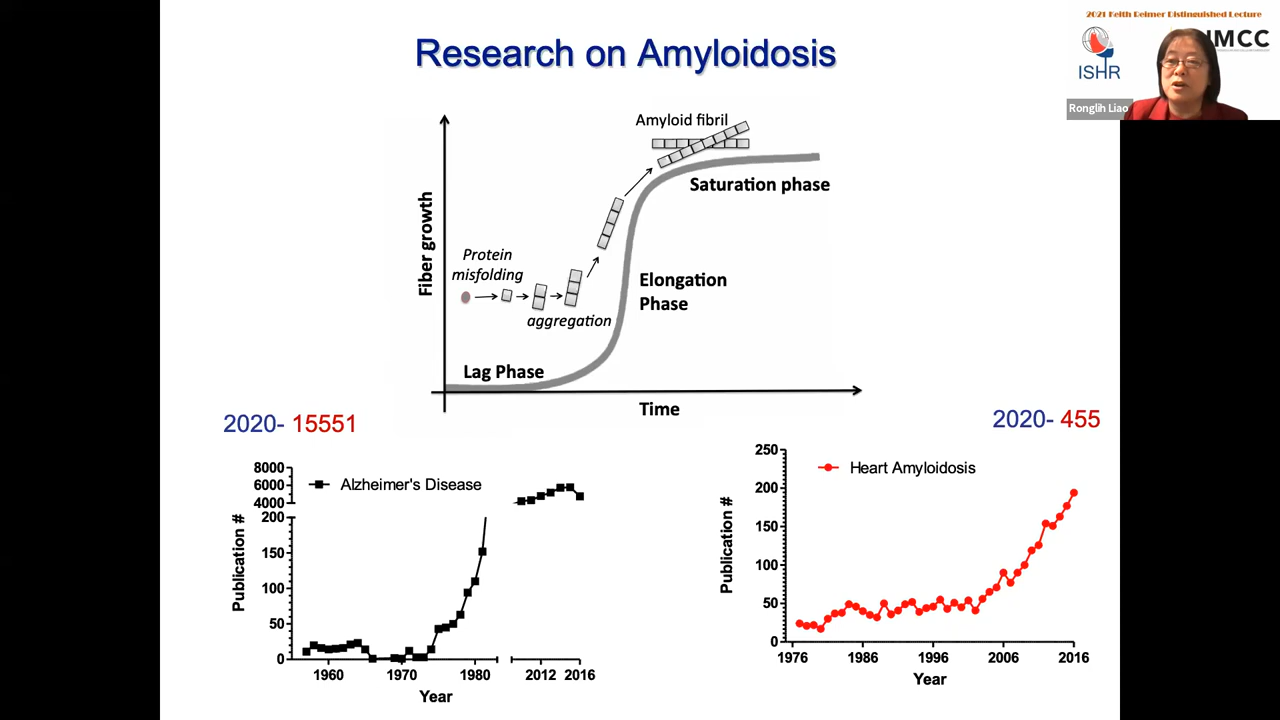 2021 Keith Reimer Distinguished Lecture
ISHR
JMCC
Ronglih Liao
Research on Amyloidosis
Amyloid fibril
Saturation phase
Fiber growth
Protein
misfolding
aggregation
Elongation
Phase
Lag Phase
Time
2020- 15551
Alzheimer's Disease
8000
6000
4000
200
150
100
50
0
Publication #
1960
1970
1980
2012
2016
Year
2020- 455
Heart Amyloidosis
250
200
150
100
50
0
Publication #
1976
1986
1996
2006
2016
Year